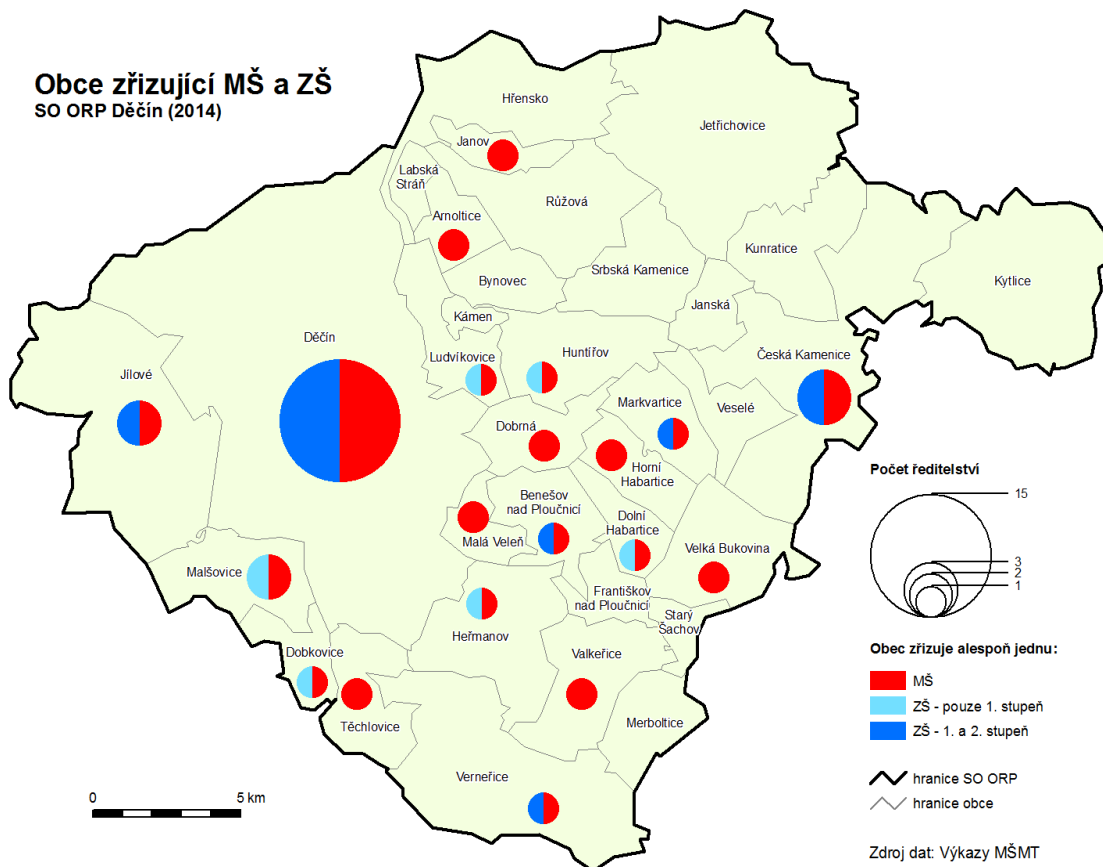 Obce zřizující MŠ a ZŠ
SO ORP Děčín (2014)
Hřensko
Jetřichovice
Janov
Labská
Stráň
Růžová
Arnoltice
Kunratice
Srbská Kamenice
Bynovec
Kytlice
Janská
Kámen
Děčín
Ludvíkovice
Huntířov
Česká Kamenice
Jílové
Markvartice
Veselé
Dobrná
Horní
Habartice
Benešov
nad Ploučnicí
Dolní
Habartice
Malá Veleň
Velká Bukovina
Malšovice
Františkov
nad Ploučnicí
Starý
Šachov
Heřmanov
Dobkovice
Valkeřice
Těchlovice
Merboltice
Verneřice
0
5 km
Počet ředitelství
15
3
2
1
Obec zřizuje alespoň jednu:
MŠ
ZŠ - pouze 1. stupeň
ZŠ - 1. a 2. stupeň
hranice SO ORP
hranice obce
Zdroj dat: Výkazy MŠMT